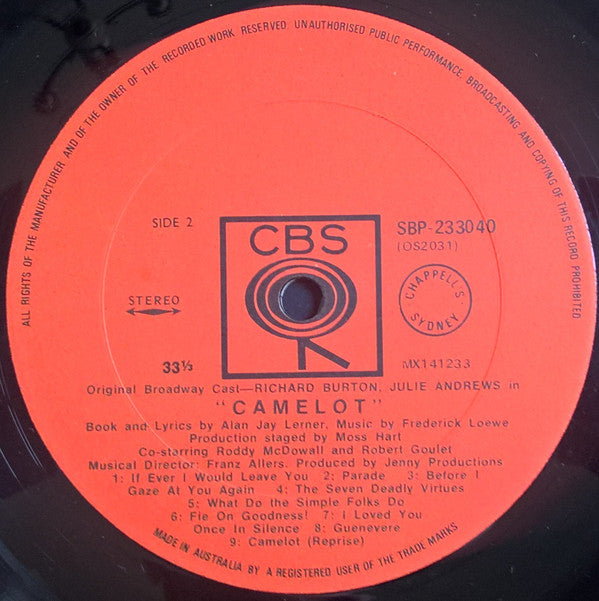 ALL RIGHTS OF THE MANUFACTURER AND OF THE OWNER OF THE RECORDED WORK RESERVED. UNAUTHORISED PUBLIC PERFORMANCE, BROADCASTING AND COPYING OF THIS RECORD PROHIBITED
SIDE 2
CBS
SBP-233040
(OS2031)
STEREO
CHAPPELL'S
SYDNEY
33⅓
MX141233
Original Broadway Cast—RICHARD BURTON, JULIE ANDREWS in
"CAMELOT"
Book and Lyrics by Alan Jay Lerner. Music by Frederick Loewe
Production staged by Moss Hart
Co-starring Roddy McDowall and Robert Goulet
Musical Director: Franz Allers. Produced by Jenny Productions
1: If Ever I Would Leave You 2: Parade 3: Before I
Gaze At You Again 4: The Seven Deadly Virtues
5: What Do the Simple Folks Do
6: Fie On Goodness! 7: I Loved You
Once In Silence 8: Guenevere
9: Camelot (Reprise)
MADE IN AUSTRALIA BY A REGISTERED USER OF THE TRADE MARKS